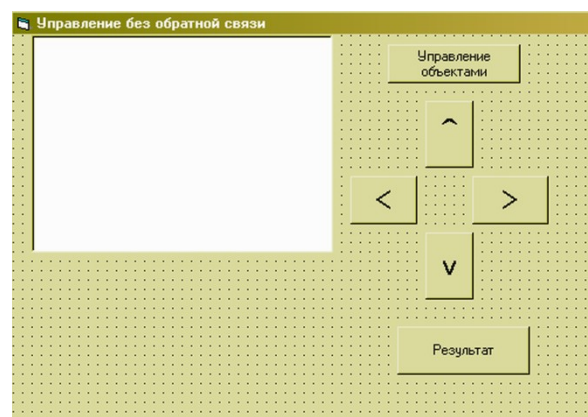 Управление без обратной связи
Управление
объектами
^
<
>
v
Результат